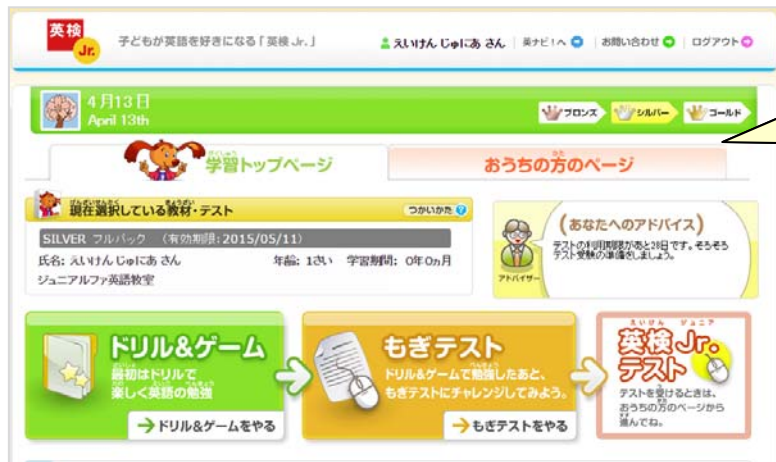 英検
Jr.
子どもが英語を好きになる「英検 Jr.」
えいけん じゅにあ さん
英ナビ!へ
お問い合わせ
ログアウト
4月13日
April 13th
ブロンズ
シルバー
ゴールド
学習トップページ
おうちの方のページ
現在選択している教材・テスト
つかいかた
SILVER フルパック (有効期限:2015/05/11)
氏名: えいけん じゅにあ さん 年齢: 1さい 学習期間: 0年0ヵ月
ジュニアルファ英語教室
(あなたへのアドバイス)
テストの利用期限があと28日です。そろそろ
テスト受験の準備をしましょう。
アドバイザー
ドリル&ゲーム
最初はドリルで
楽しく英語の勉強
ドリル&ゲームをやる
もぎテスト
ドリル&ゲームで勉強したあと、
もぎテストにチャレンジしてみよう。
もぎテストをやる
えいけん ジュニア
英検Jr.
テスト
テストを受けるときは、
おうちの方のページから
進んでね。